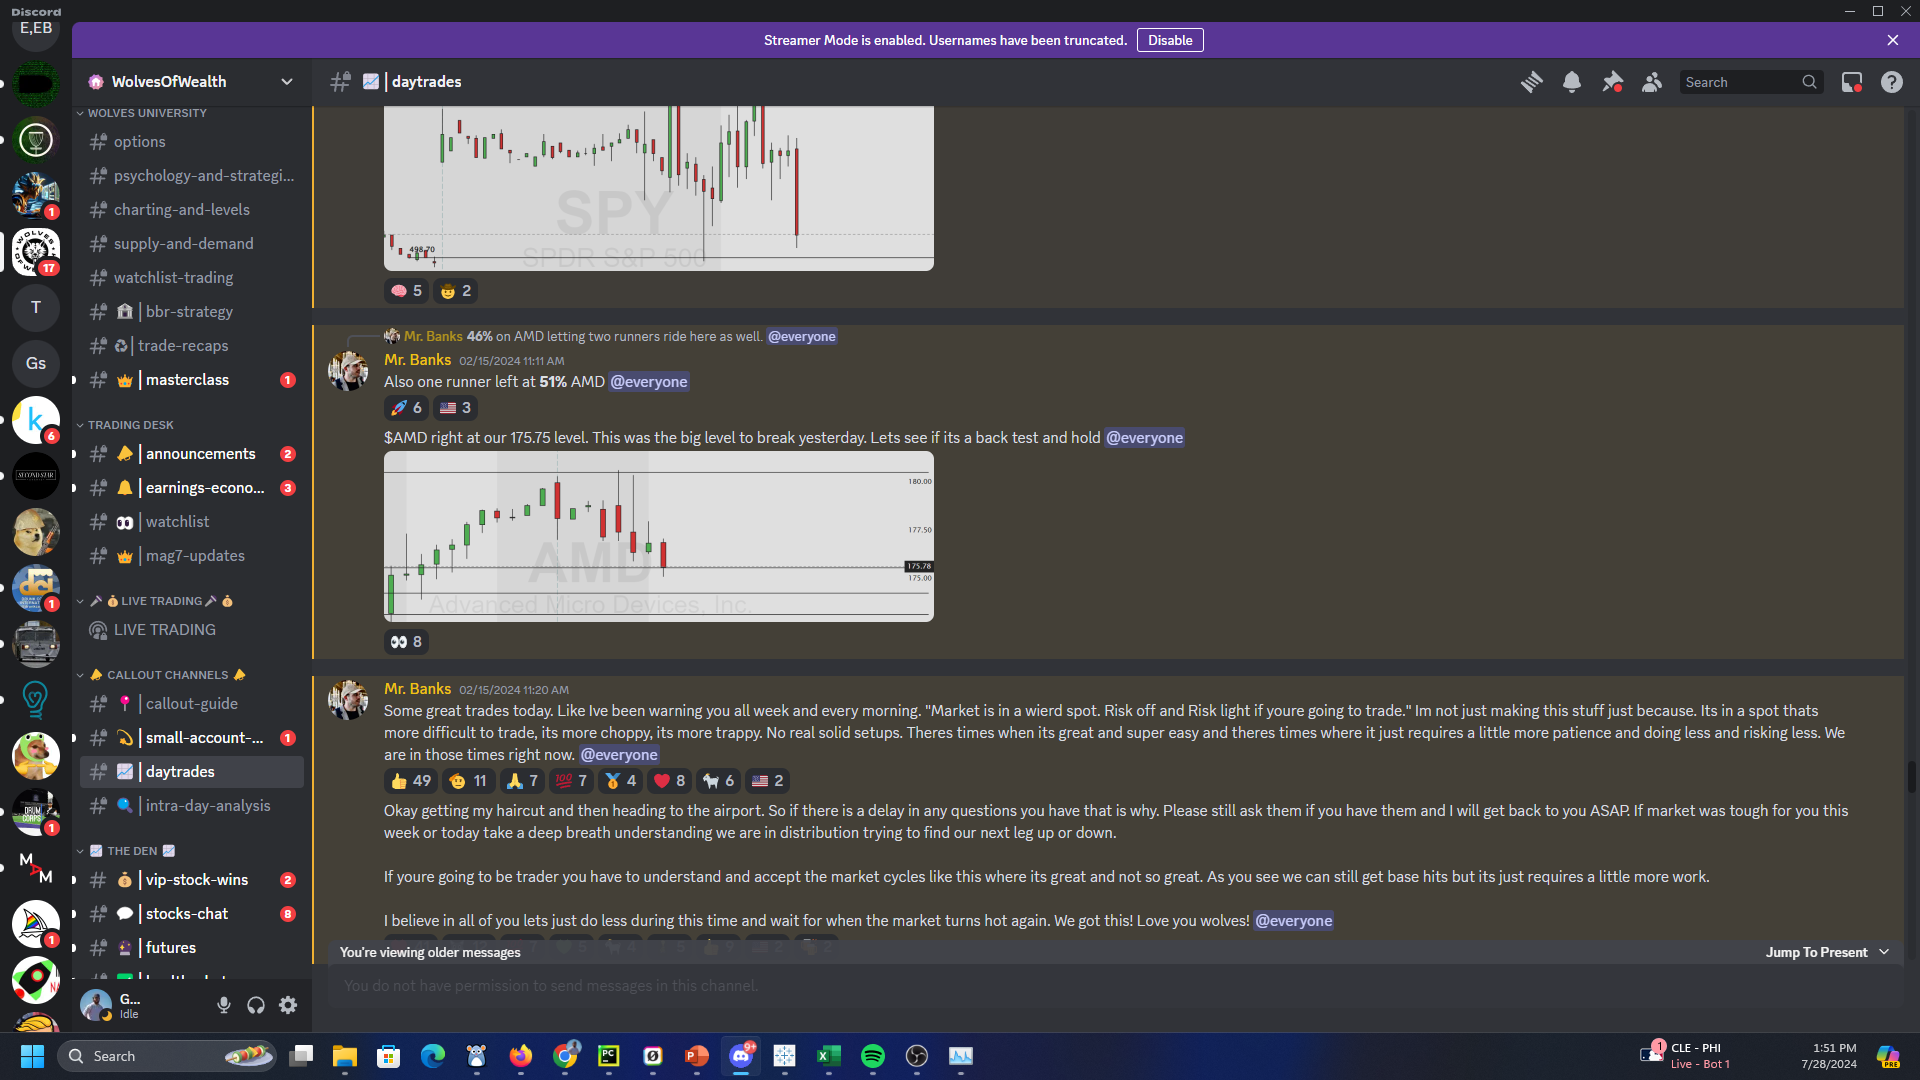 Discord
E,EB
Streamer Mode is enabled. Usernames have been truncated.
Disable
WolvesOfWealth
| daytrades
Search
WOLVES UNIVERSITY
options
psychology-and-strategi...
charting-and-levels
supply-and-demand
watchlist-trading
| bbr-strategy
| trade-recaps
| masterclass
1
TRADING DESK
| announcements
2
| earnings-econo...
3
| watchlist
| mag7-updates
LIVE TRADING
LIVE TRADING
CALLOUT CHANNELS
| callout-guide
| small-account-...
1
| daytrades
| intra-day-analysis
THE DEN
| vip-stock-wins
2
| stocks-chat
8
| futures
1
WOLVES
17
T
Gs
k
6
SECOND STAR
dci
1
DRUM
CORPS
1
M A M
1
G...
Idle
SPY
SPDR S&P 500
498.70
5
2
Mr. Banks 46% on AMD letting two runners ride here as well. @everyone
Mr. Banks 02/15/2024 11:11 AM
Also one runner left at 51% AMD @everyone
6
3
$AMD right at our 175.75 level. This was the big level to break yesterday. Lets see if its a back test and hold @everyone
180.00
177.50
175.78
175.00
AMD
Advanced Micro Devices, Inc.
8
Mr. Banks 02/15/2024 11:20 AM
Some great trades today. Like Ive been warning you all week and every morning. "Market is in a wierd spot. Risk off and Risk light if youre going to trade." Im not just making this stuff just because. Its in a spot thats
more difficult to trade, its more choppy, its more trappy. No real solid setups. Theres times when its great and super easy and theres times where it just requires a little more patience and doing less and risking less. We
are in those times right now. @everyone
49
11
7
100 7
4
8
6
2
Okay getting my haircut and then heading to the airport. So if there is a delay in any questions you have that is why. Please still ask them if you have them and I will get back to you ASAP. If market was tough for you this
week or today take a deep breath understanding we are in distribution trying to find our next leg up or down.
If youre going to be trader you have to understand and accept the market cycles like this where its great and not so great. As you see we can still get base hits but its just requires a little more work.
I believe in all of you lets just do less during this time and wait for when the market turns hot again. We got this! Love you wolves! @everyone
You're viewing older messages
Jump To Present
You do not have permission to send messages in this channel.
Search
PC
9+
1
CLE - PHI
Live - Bot 1
1:51 PM
7/28/2024
PRE